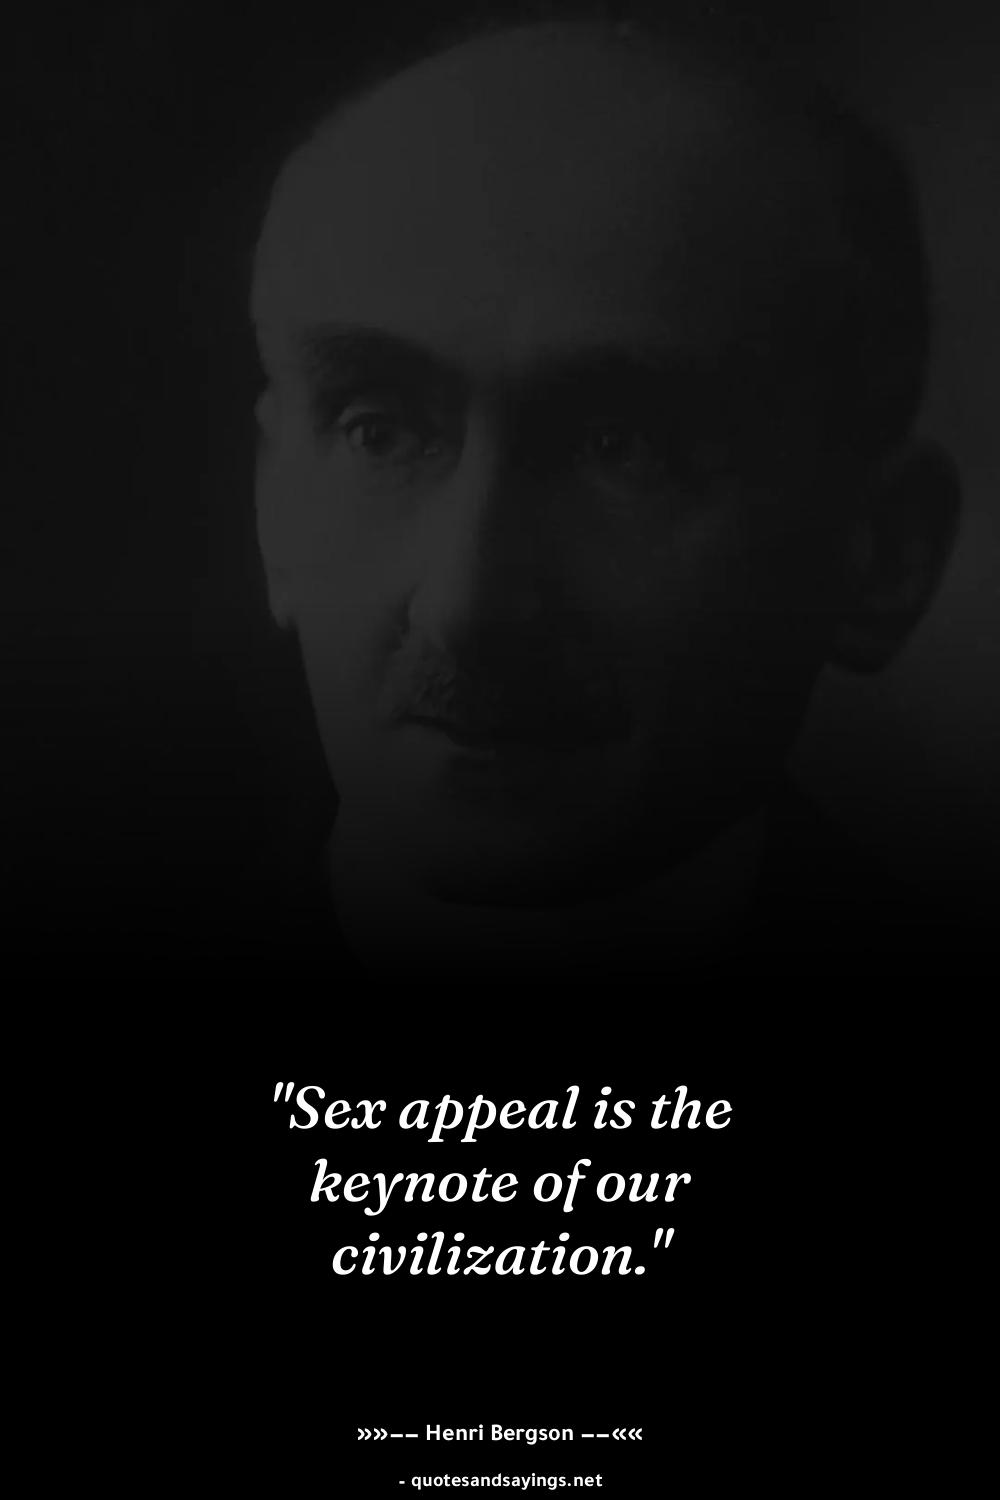 "Sex appeal is the
keynote of our
civilization."
»»−− Henri Bergson −−««
- quotesandsayings.net